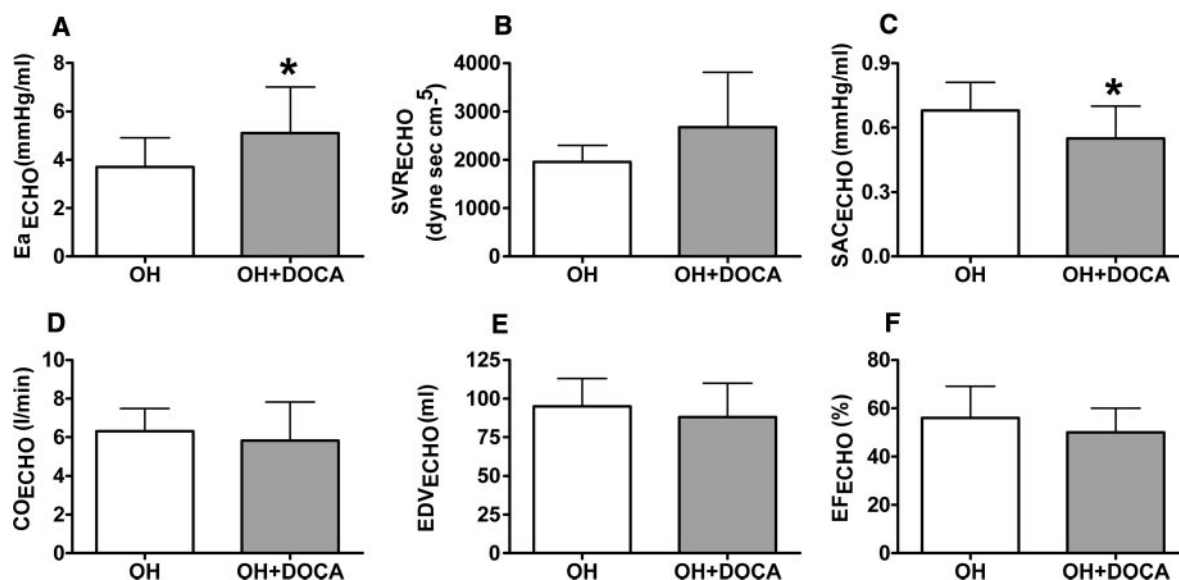 A
Ea ECHO (mmHg/ml)
8
6
4
2
0
*
OH
OH+DOCA
B
SVR ECHO
(dyne sec cm-5)
4000
3000
2000
1000
0
OH
OH+DOCA
C
SAC ECHO (mmHg/ml)
0.9
0.6
0.3
0.0
*
OH
OH+DOCA
D
CO ECHO (l/min)
10
8
6
4
2
0
OH
OH+DOCA
E
EDV ECHO (ml)
125
100
75
50
25
0
OH
OH+DOCA
F
EF ECHO (%)
80
60
40
20
0
OH
OH+DOCA